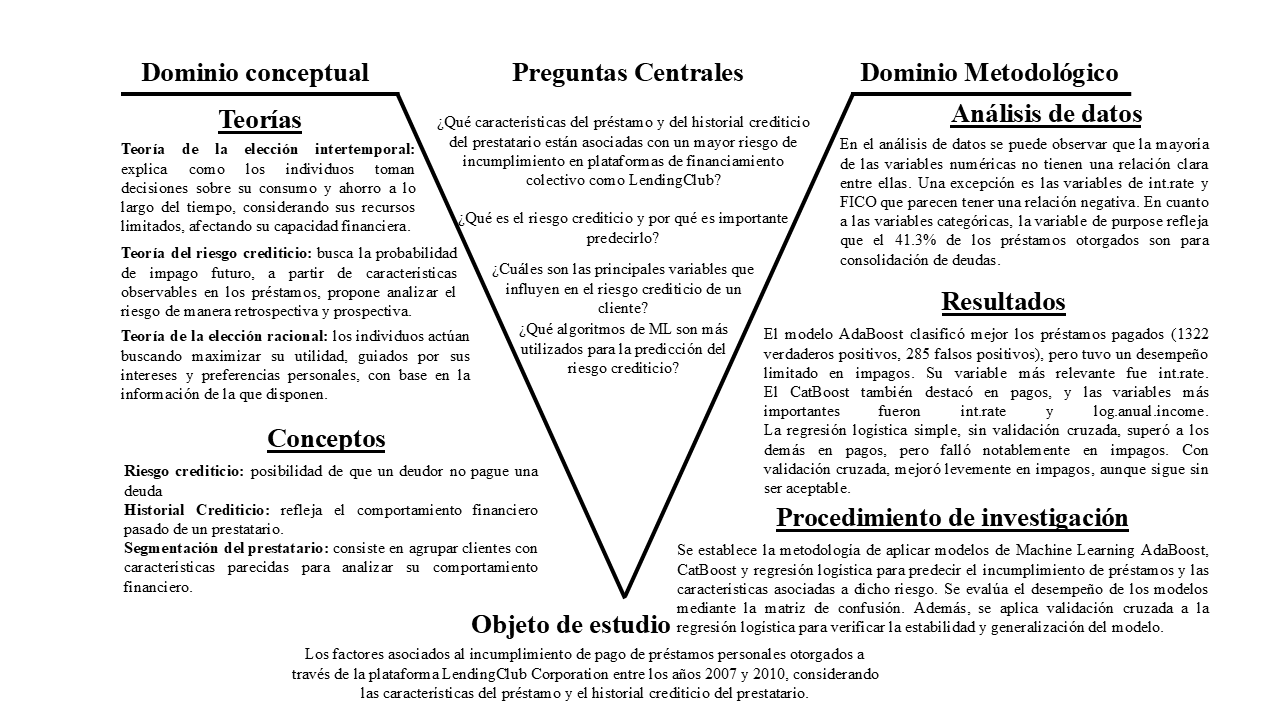 Dominio conceptual
Teorías
Teoría de la elección intertemporal:
explica como los individuos toman
decisiones sobre su consumo y ahorro a lo
largo del tiempo, considerando sus recursos
limitados, afectando su capacidad financiera.
Teoría del riesgo crediticio: busca la probabilidad
de impago futuro, a partir de características
observables en los préstamos, propone analizar el
riesgo de manera retrospectiva y prospectiva.
Teoría de la elección racional: los individuos actúan
buscando maximizar su utilidad, guiados por sus
intereses y preferencias personales, con base en la
información de la que disponen.
Conceptos
Riesgo crediticio: posibilidad de que un deudor no pague una
deuda
Historial Crediticio: refleja el comportamiento financiero
pasado de un prestatario.
Segmentación del prestatario: consiste en agrupar clientes con
características parecidas para analizar su comportamiento
financiero.
Preguntas Centrales
¿Qué características del préstamo y del historial crediticio
del prestatario están asociadas con un mayor riesgo de
incumplimiento en plataformas de financiamiento
colectivo como LendingClub?
¿Qué es el riesgo crediticio y por qué es importante
predecirlo?
¿Cuáles son las principales variables que
influyen en el riesgo crediticio de un
cliente?
¿Qué algoritmos de ML son más
utilizados para la predicción del
riesgo crediticio?
Dominio Metodológico
Análisis de datos
En el análisis de datos se puede observar que la mayoría
de las variables numéricas no tienen una relación clara
entre ellas. Una excepción es las variables de int.rate y
FICO que parecen tener una relación negativa. En cuanto
a las variables categóricas, la variable de purpose refleja
que el 41.3% de los préstamos otorgados son para
consolidación de deudas.
Resultados
El modelo AdaBoost clasificó mejor los préstamos pagados (1322
verdaderos positivos, 285 falsos positivos), pero tuvo un desempeño
limitado en impagos. Su variable más relevante fue int.rate.
El CatBoost también destacó en pagos, y las variables más
importantes fueron int.rate y log.anual.income.
La regresión logística simple, sin validación cruzada, superó a los
demás en pagos, pero falló notablemente en impagos. Con
validación cruzada, mejoró levemente en impagos, aunque sigue sin
ser aceptable.
Procedimiento de investigación
Se establece la metodología de aplicar modelos de Machine Learning AdaBoost,
CatBoost y regresión logística para predecir el incumplimiento de préstamos y las
características asociadas a dicho riesgo. Se evalúa el desempeño de los modelos
mediante la matriz de confusión. Además, se aplica validación cruzada a la
regresión logística para verificar la estabilidad y generalización del modelo.
Objeto de estudio
Los factores asociados al incumplimiento de pago de préstamos personales otorgados a
través de la plataforma LendingClub Corporation entre los años 2007 y 2010, considerando
las características del préstamo y el historial crediticio del prestatario.